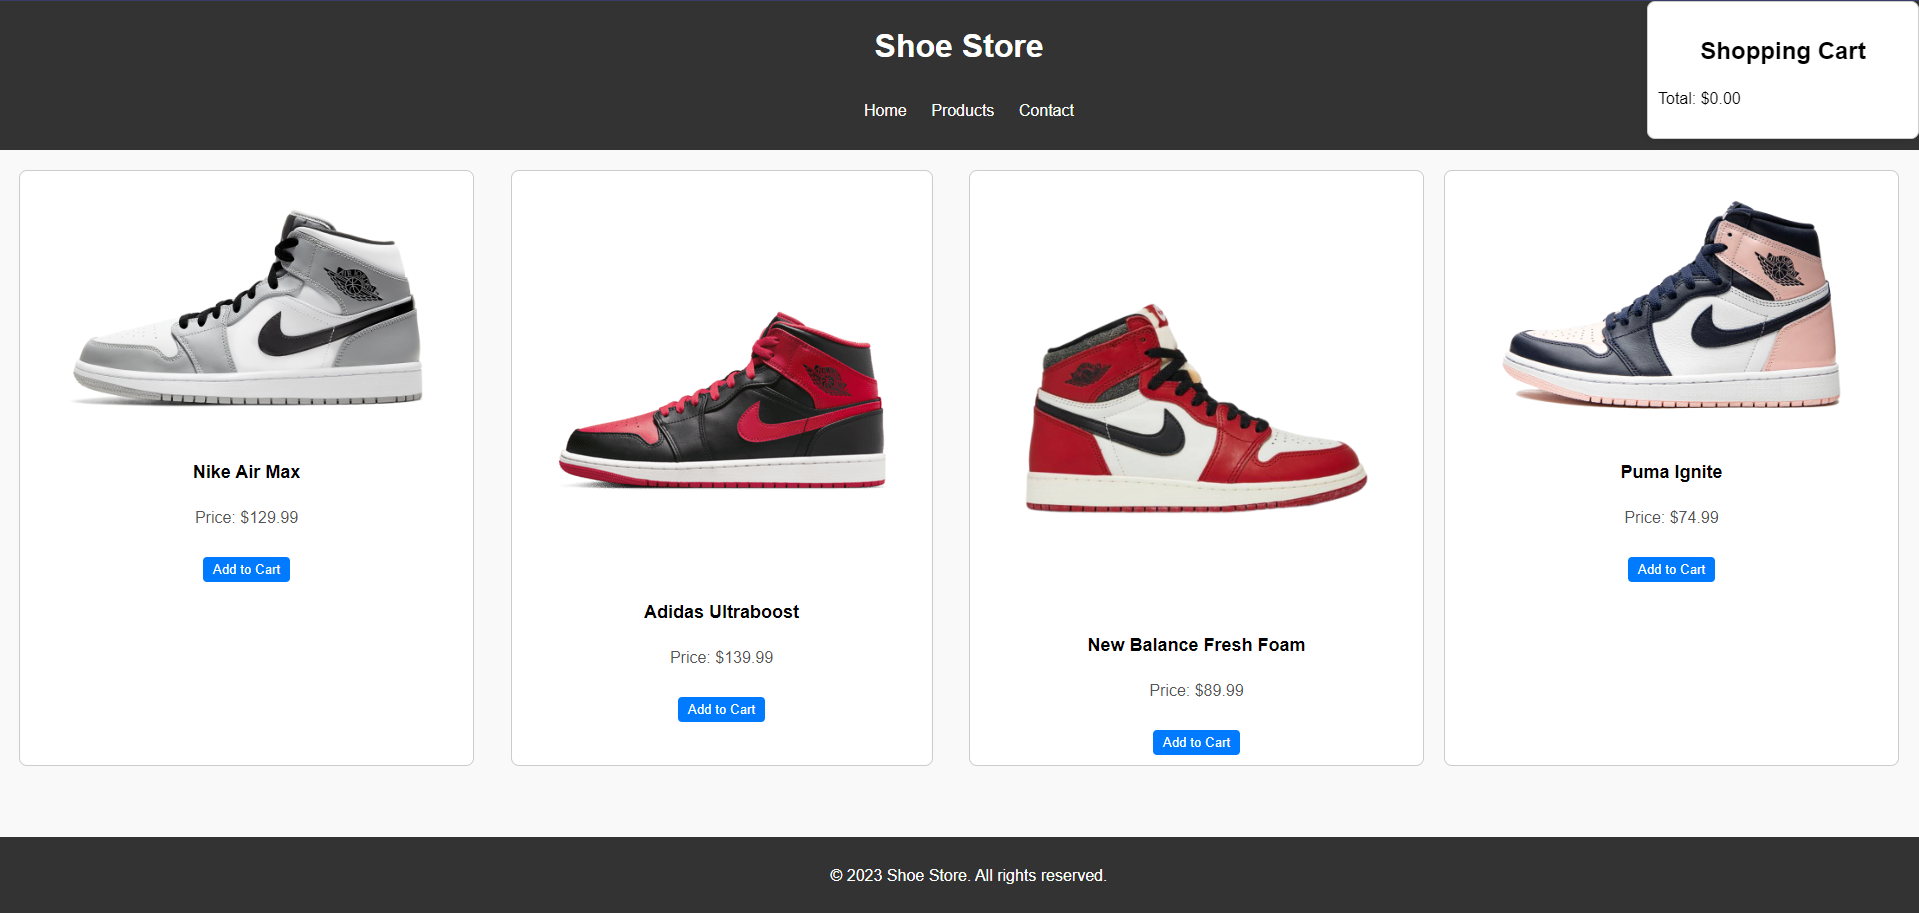 Shoe Store
Home Products Contact
Shopping Cart
Total: $0.00
Nike Air Max
Price: $129.99
Add to Cart
Adidas Ultraboost
Price: $139.99
Add to Cart
New Balance Fresh Foam
Price: $89.99
Add to Cart
Puma Ignite
Price: $74.99
Add to Cart
© 2023 Shoe Store. All rights reserved.